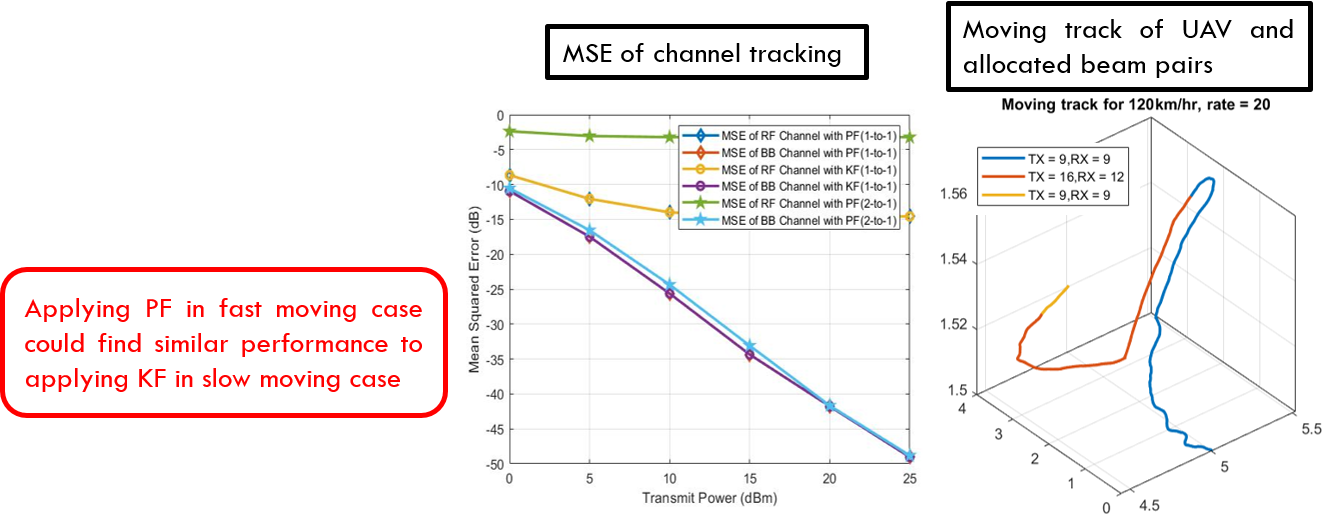 MSE of channel tracking
Moving track of UAV and
allocated beam pairs
Applying PF in fast moving case
could find similar performance to
applying KF in slow moving case
0
-5
-10
-15
-20
-25
-30
-35
-40
-45
-50
Mean Squared Error (dB)
MSE of RF Channel with PF(1-to-1)
MSE of BB Channel with PF(1-to-1)
MSE of RF Channel with KF(1-to-1)
MSE of BB Channel with KF(1-to-1)
MSE of RF Channel with PF(2-to-1)
MSE of BB Channel with PF(2-to-1)
0
5
10
15
20
25
Transmit Power (dBm)
Moving track for 120km/hr, rate = 20
TX = 9,RX = 9
TX = 16,RX = 12
TX = 9,RX = 9
1.56
1.54
1.52
1.5
4
3
2
1
0
4.5
5
5.5